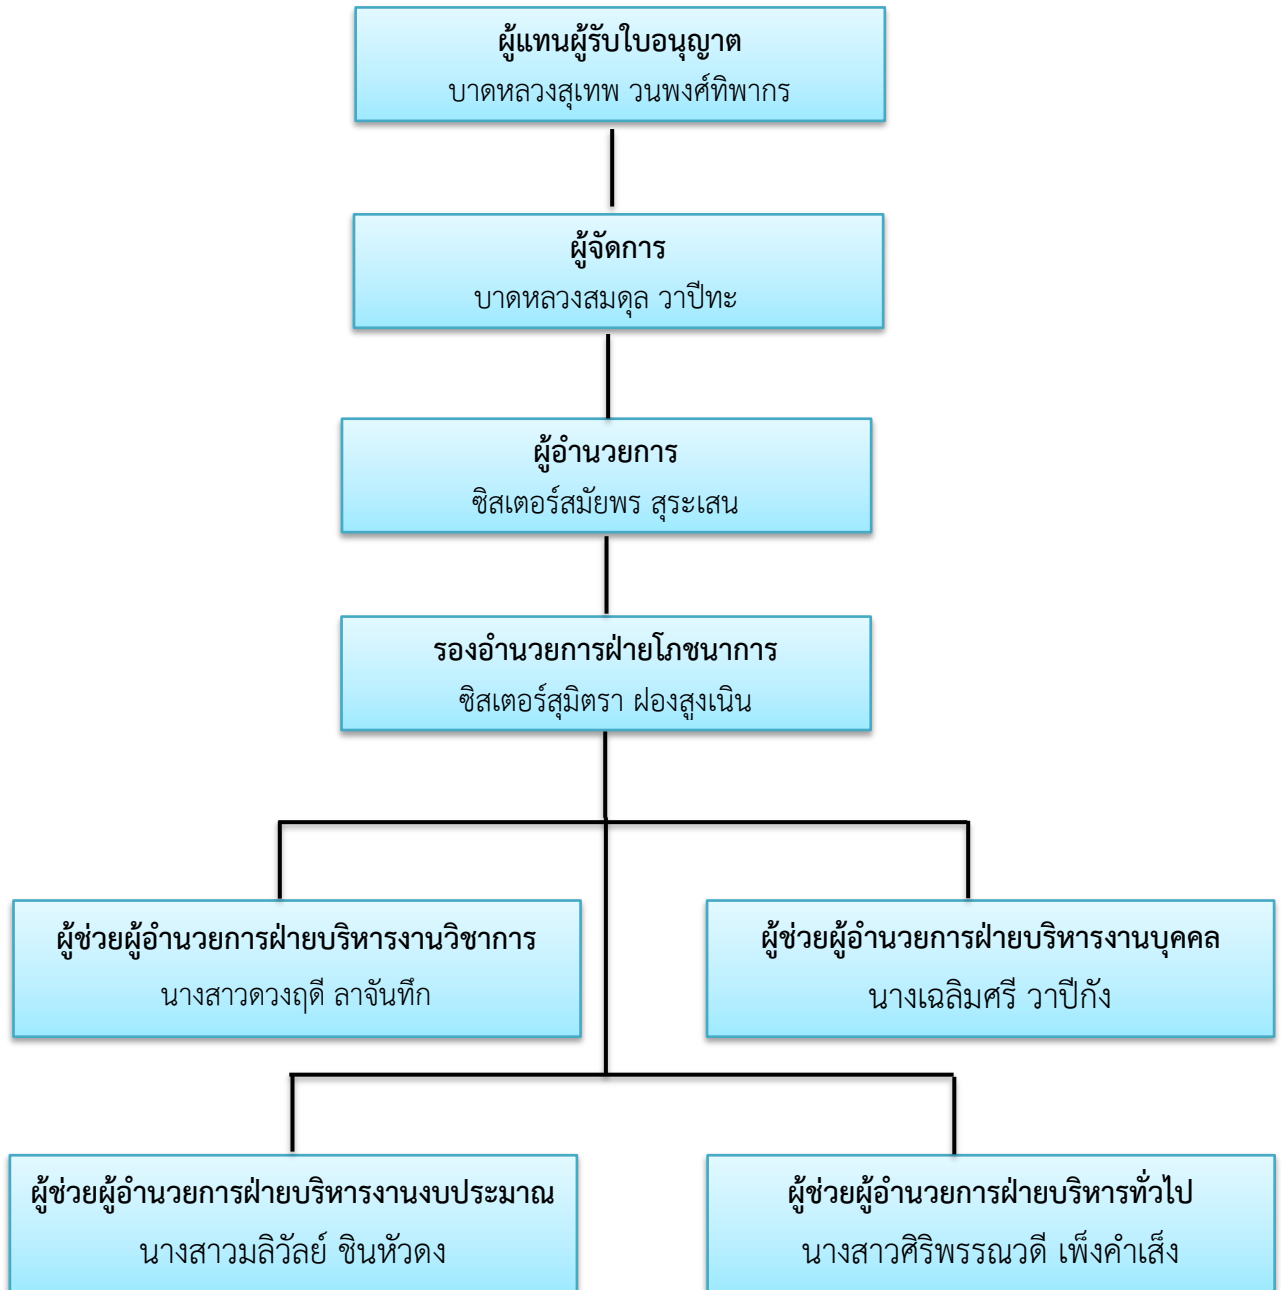 ผู้แทนผู้รับใบอนุญาต
บาดหลวงสุเทพ วนพงศ์ทิพากร
ผู้จัดการ
บาดหลวงสมดุล วาปีทะ
ผู้อำนวยการ
ซิสเตอร์สมัยพร สุระเสน
รองอำนวยการฝ่ายโภชนาการ
ซิสเตอร์สุมิตรา ฝองสูงเนิน
ผู้ช่วยผู้อำนวยการฝ่ายบริหารงานวิชาการ
นางสาวดวงฤดี ลาจันทึก
ผู้ช่วยผู้อำนวยการฝ่ายบริหารงานบุคคล
นางเฉลิมศรี วาปีกัง
ผู้ช่วยผู้อำนวยการฝ่ายบริหารงานงบประมาณ
นางสาวมลิวัลย์ ชินหัวดง
ผู้ช่วยผู้อำนวยการฝ่ายบริหารทั่วไป
นางสาวศิริพรรณวดี เพ็งคำเส็ง